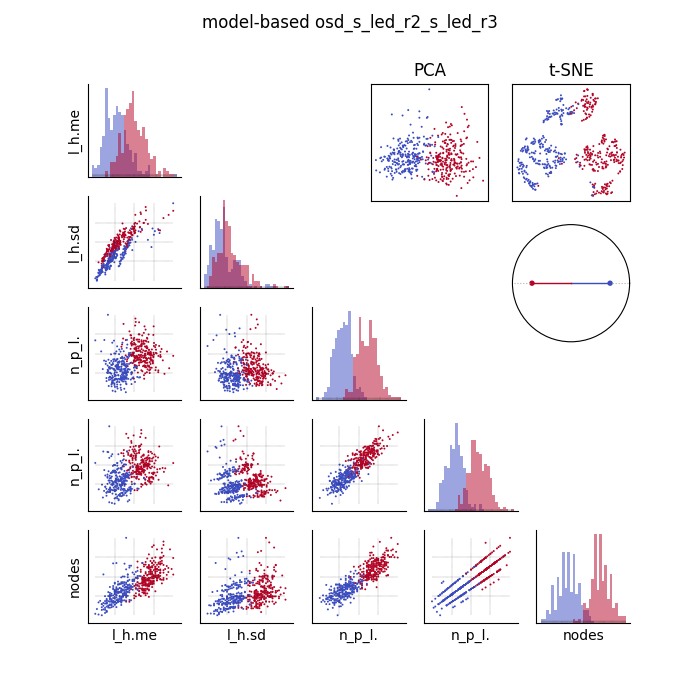 model-based osd_s_led_r2_s_led_r3
PCA
t-SNE
l_h.me
l_h.sd
n_p_l.
n_p_l.
nodes
l_h.me
l_h.sd
n_p_l.
n_p_l.
nodes